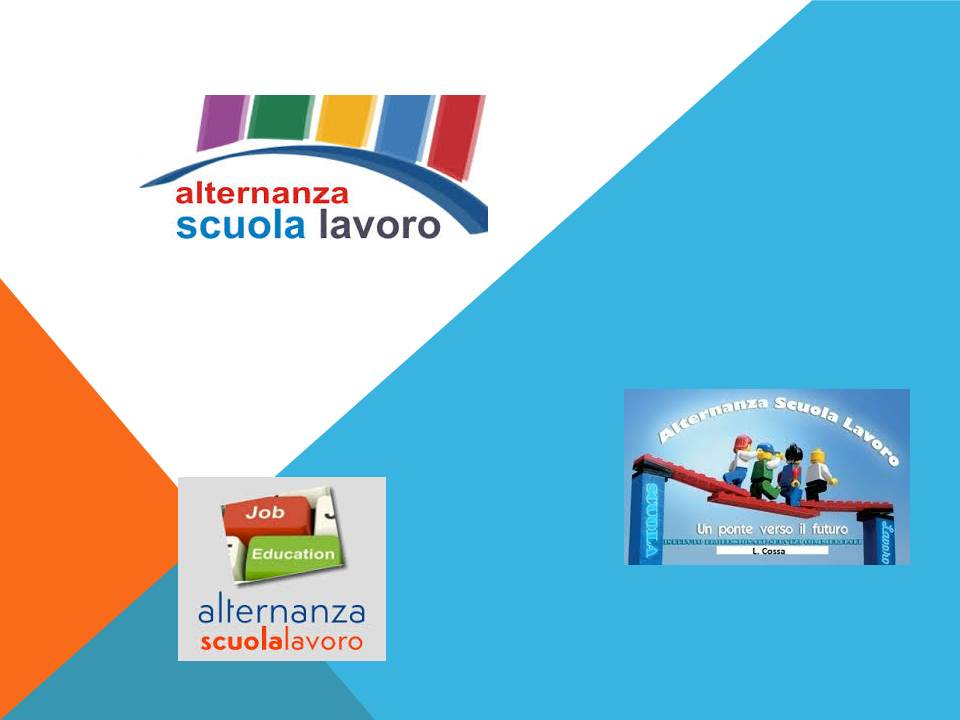 alternanza
scuola lavoro
Alternanza Scuola Lavoro
SCUOLA
Lavoro
Un ponte verso il futuro
L. Cossa
Job
Education
alternanza
scuolalavoro